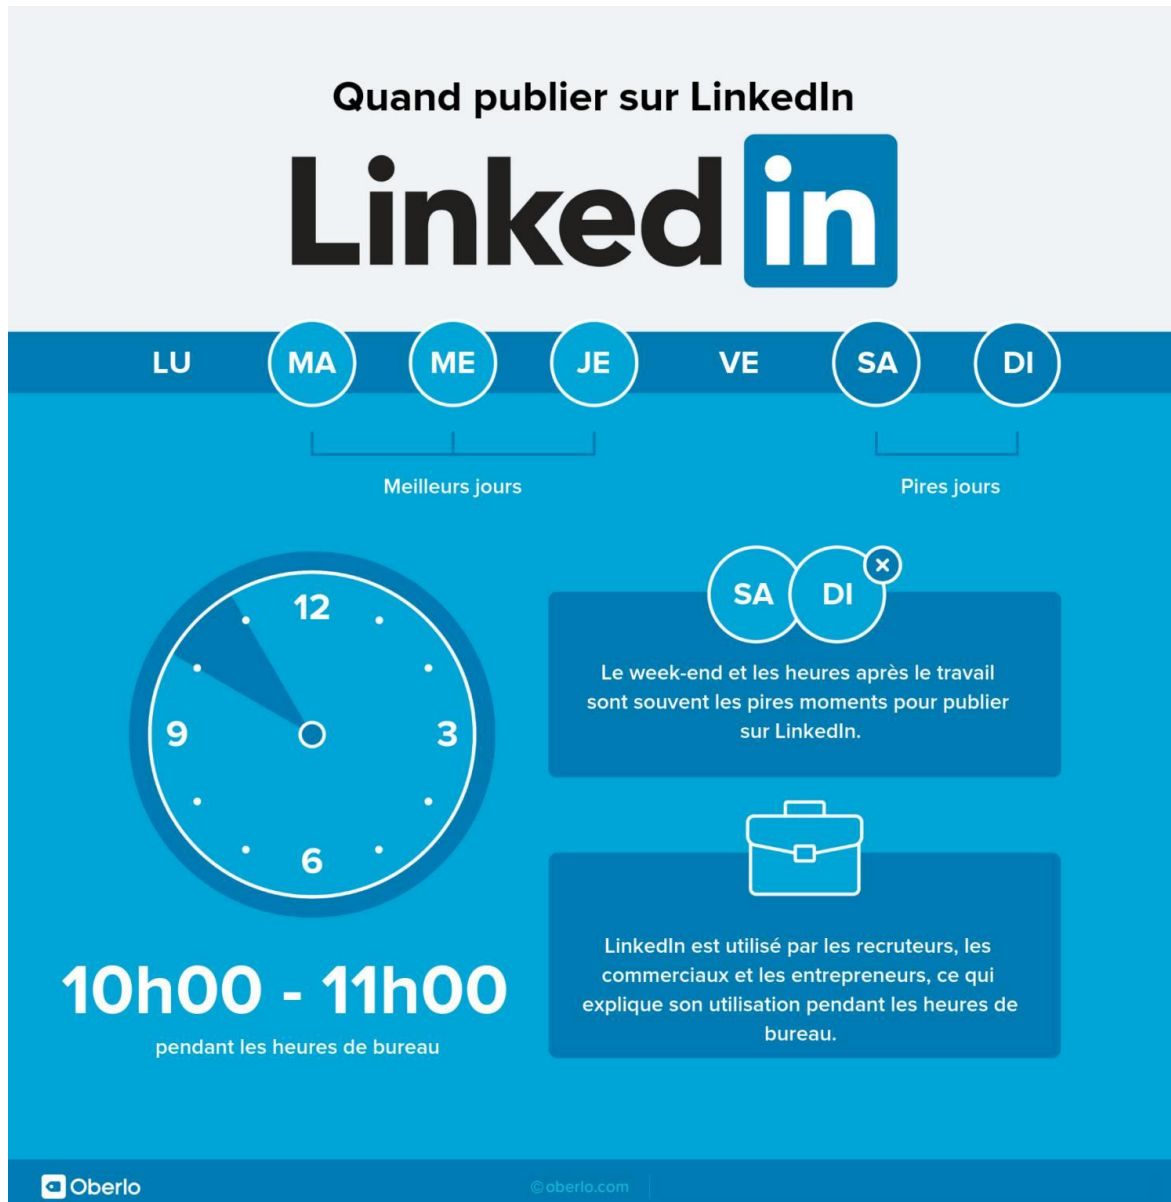 Quand publier sur LinkedIn
Linked in
LU MA ME JE VE SA DI
Meilleurs jours Pires jours
12
9 3
6
10h00 - 11h00
pendant les heures de bureau
SA DI
Le week-end et les heures après le travail
sont souvent les pires moments pour publier
sur LinkedIn.
LinkedIn est utilisé par les recruteurs, les
commerciaux et les entrepreneurs, ce qui
explique son utilisation pendant les heures de
bureau.
Oberlo
©oberlo.com